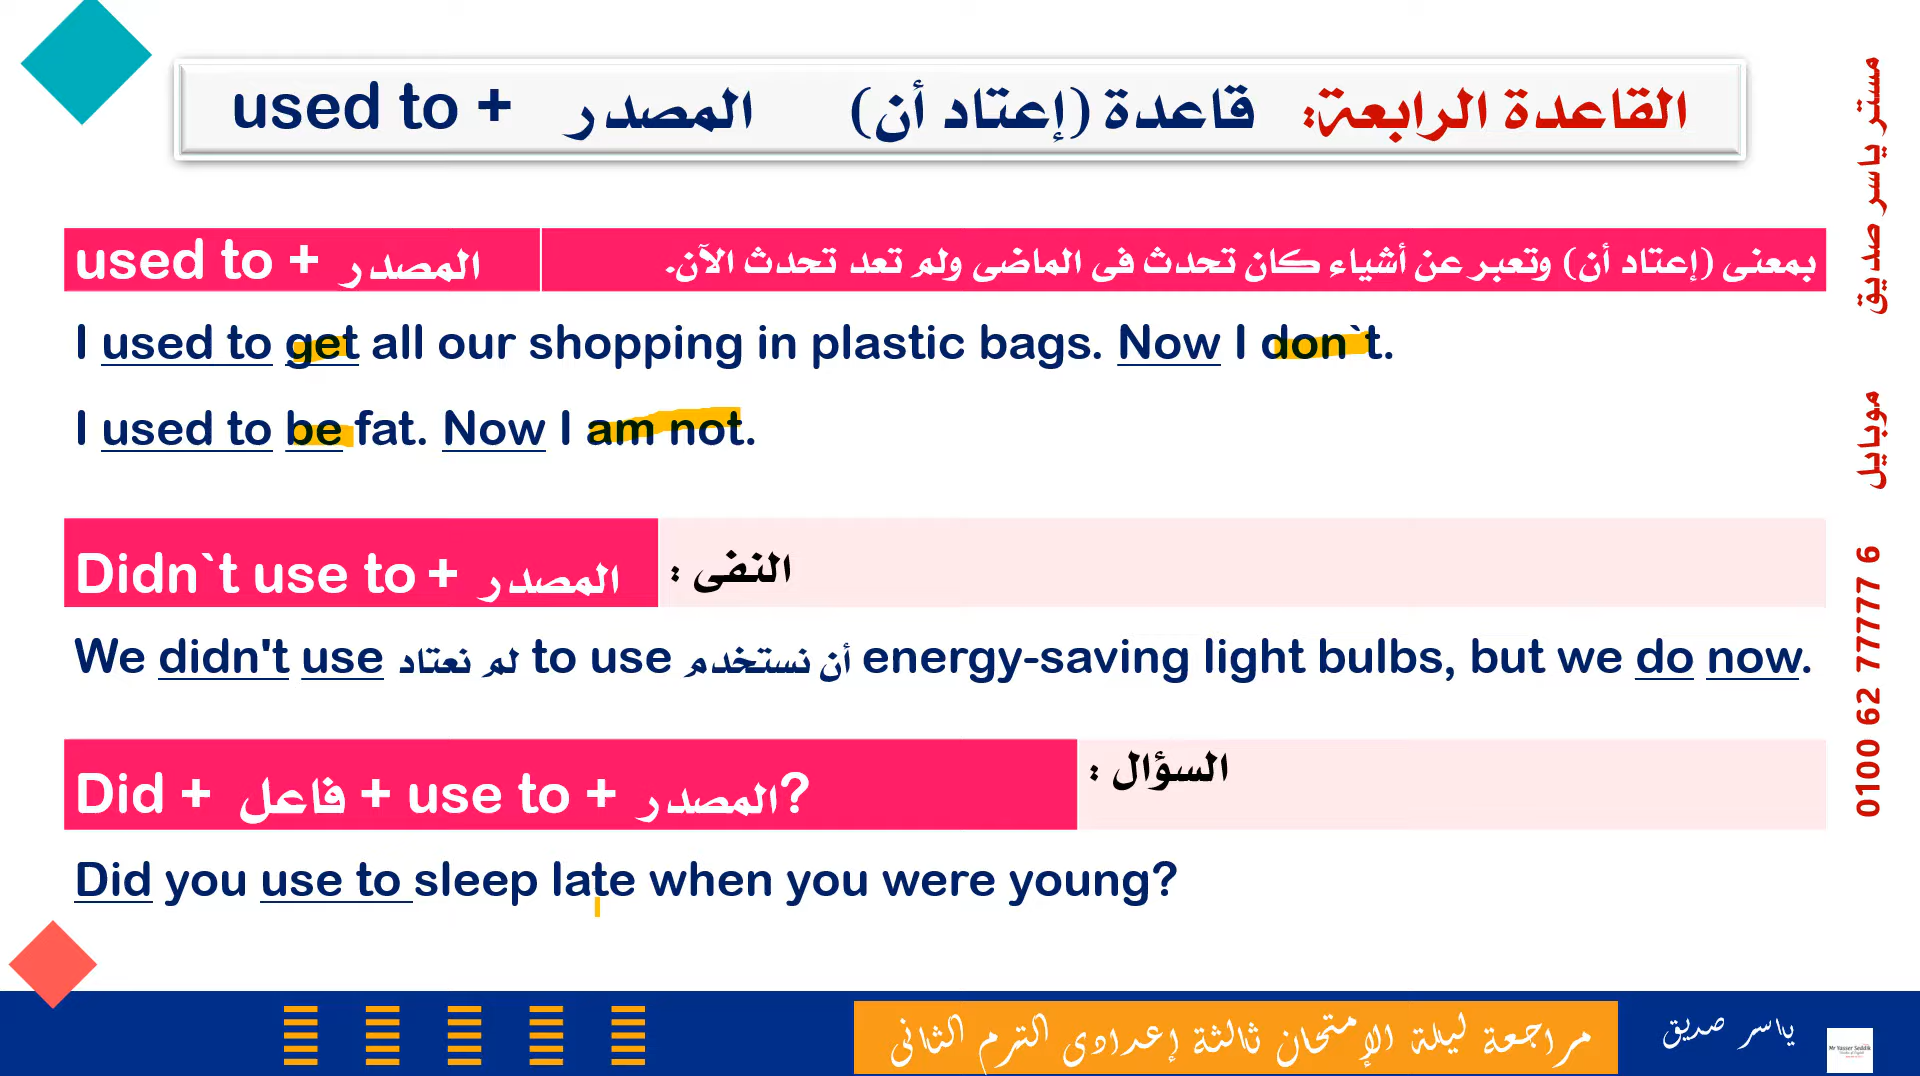 القاعدة الرابعة: قاعدة (إعتاد أن) used to + المصدر
used to + المصدر بمعنى (إعتاد أن) وتعبر عن أشياء كان تحدث فى الماضى ولم تعد تحدث الآن.
I used to get all our shopping in plastic bags. Now I don`t.
I used to be fat. Now I am not.
Didn`t use to + المصدر النفى :
We didn't use لم نعتاد to use أن نستخدم energy-saving light bulbs, but we do now.
Did + فاعل + use to + المصدر? السؤال :
Did you use to sleep late when you were young?
مستر ياسر صديق موبايل 0100 62 77777 6
مراجعة ليلة الإمتحان ثالثة إعدادى الترم الثانى
ياسر صديق
Mr Yasser Seddik